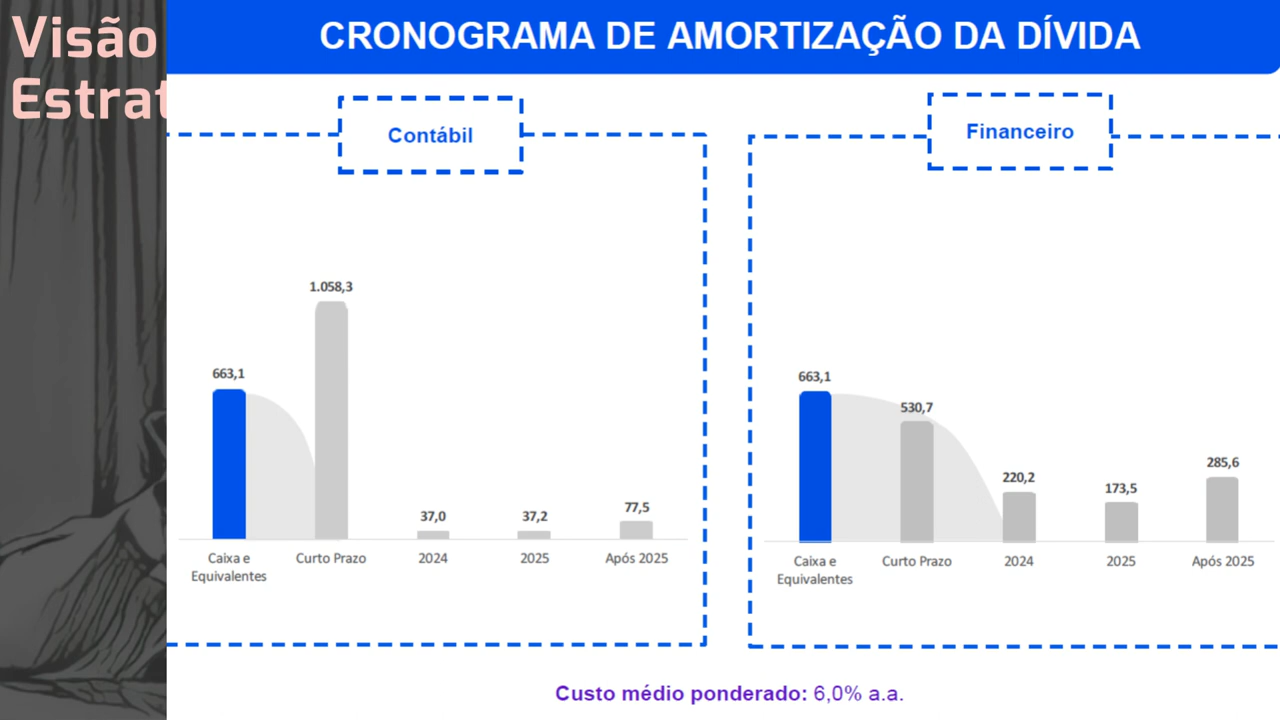 Visão
Estrat
CRONOGRAMA DE AMORTIZAÇÃO DA DÍVIDA
Contábil
1.058,3
663,1
37,0
37,2
77,5
Caixa e
Equivalentes
Curto Prazo
2024
2025
Após 2025
Financeiro
663,1
530,7
220,2
173,5
285,6
Caixa e
Equivalentes
Curto Prazo
2024
2025
Após 2025
Custo médio ponderado: 6,0% a.a.